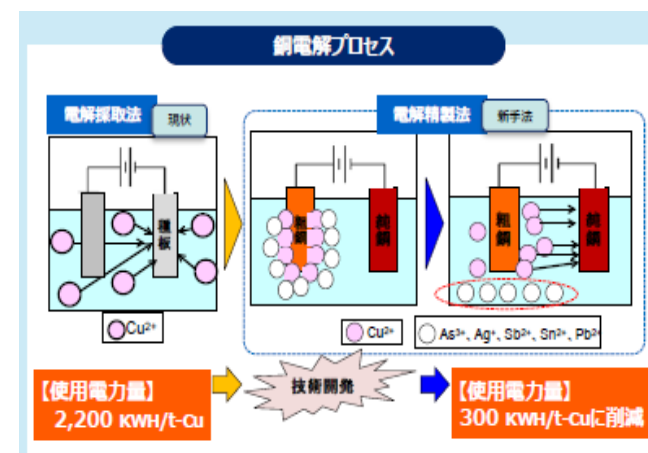 銅電解プロセス
電解採取法
現状
電解精製法
新手法
種板
粗銅
純銅
粗銅
純銅
Cu²⁺
Cu²⁺
As³⁺、Ag⁺、Sb²⁺、Sn²⁺、Pb²⁺
【使用電力量】
2,200 KWH/t-Cu
技術開発
【使用電力量】
300 KWH/t-Cuに削減